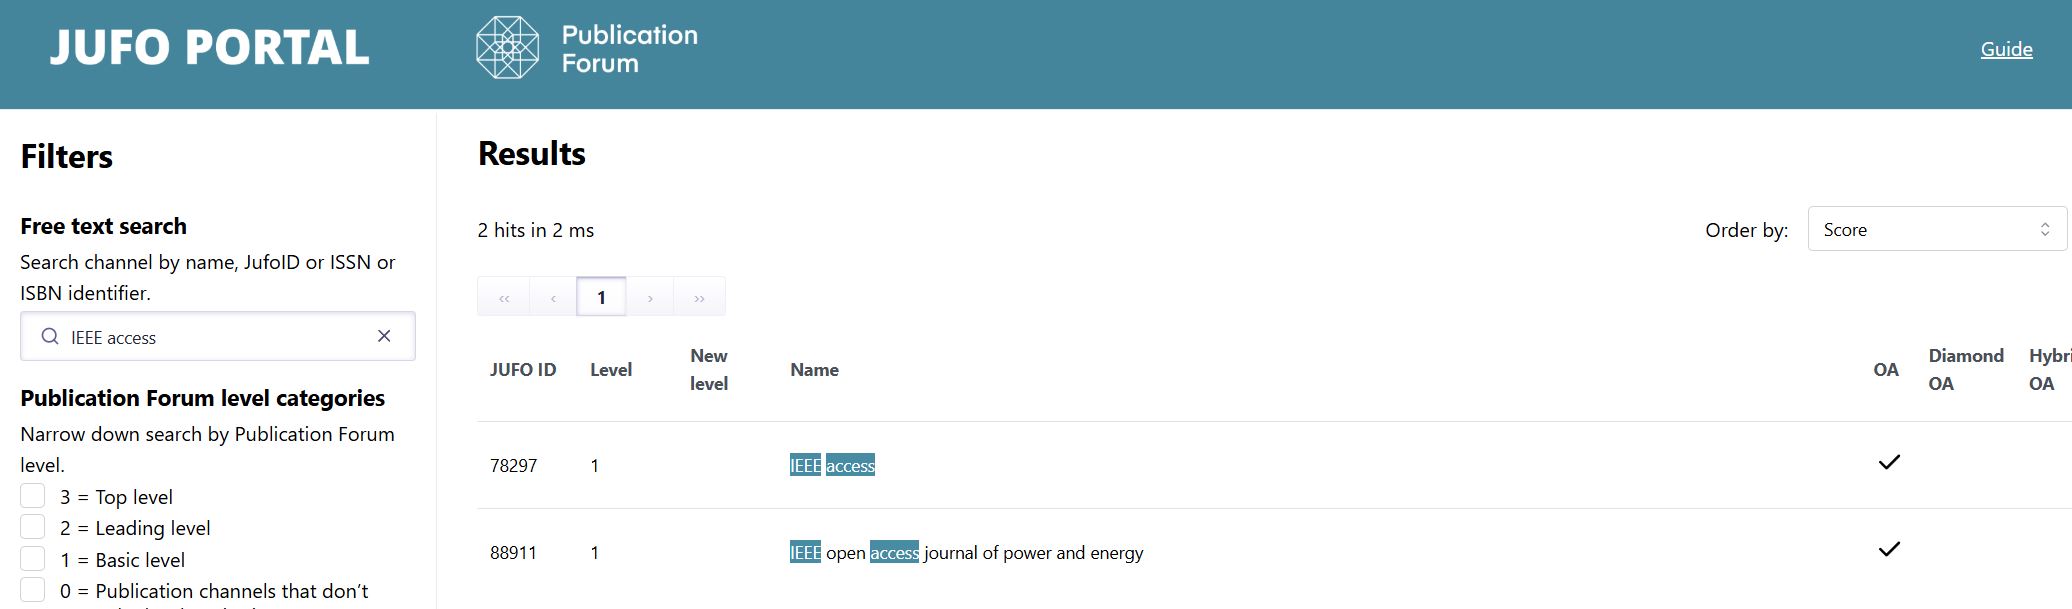 JUFO PORTAL
Publication
Forum
Guide
Filters
Free text search
Search channel by name, JufoID or ISSN or
ISBN identifier.
IEEE access
Publication Forum level categories
Narrow down search by Publication Forum
level.
3 = Top level
2 = Leading level
1 = Basic level
0 = Publication channels that don’t
Results
2 hits in 2 ms
Order by: Score
‹‹ ‹ 1 › ››
JUFO ID Level New level Name OA Diamond OA Hybri OA
78297 1 IEEE access
88911 1 IEEE open access journal of power and energy